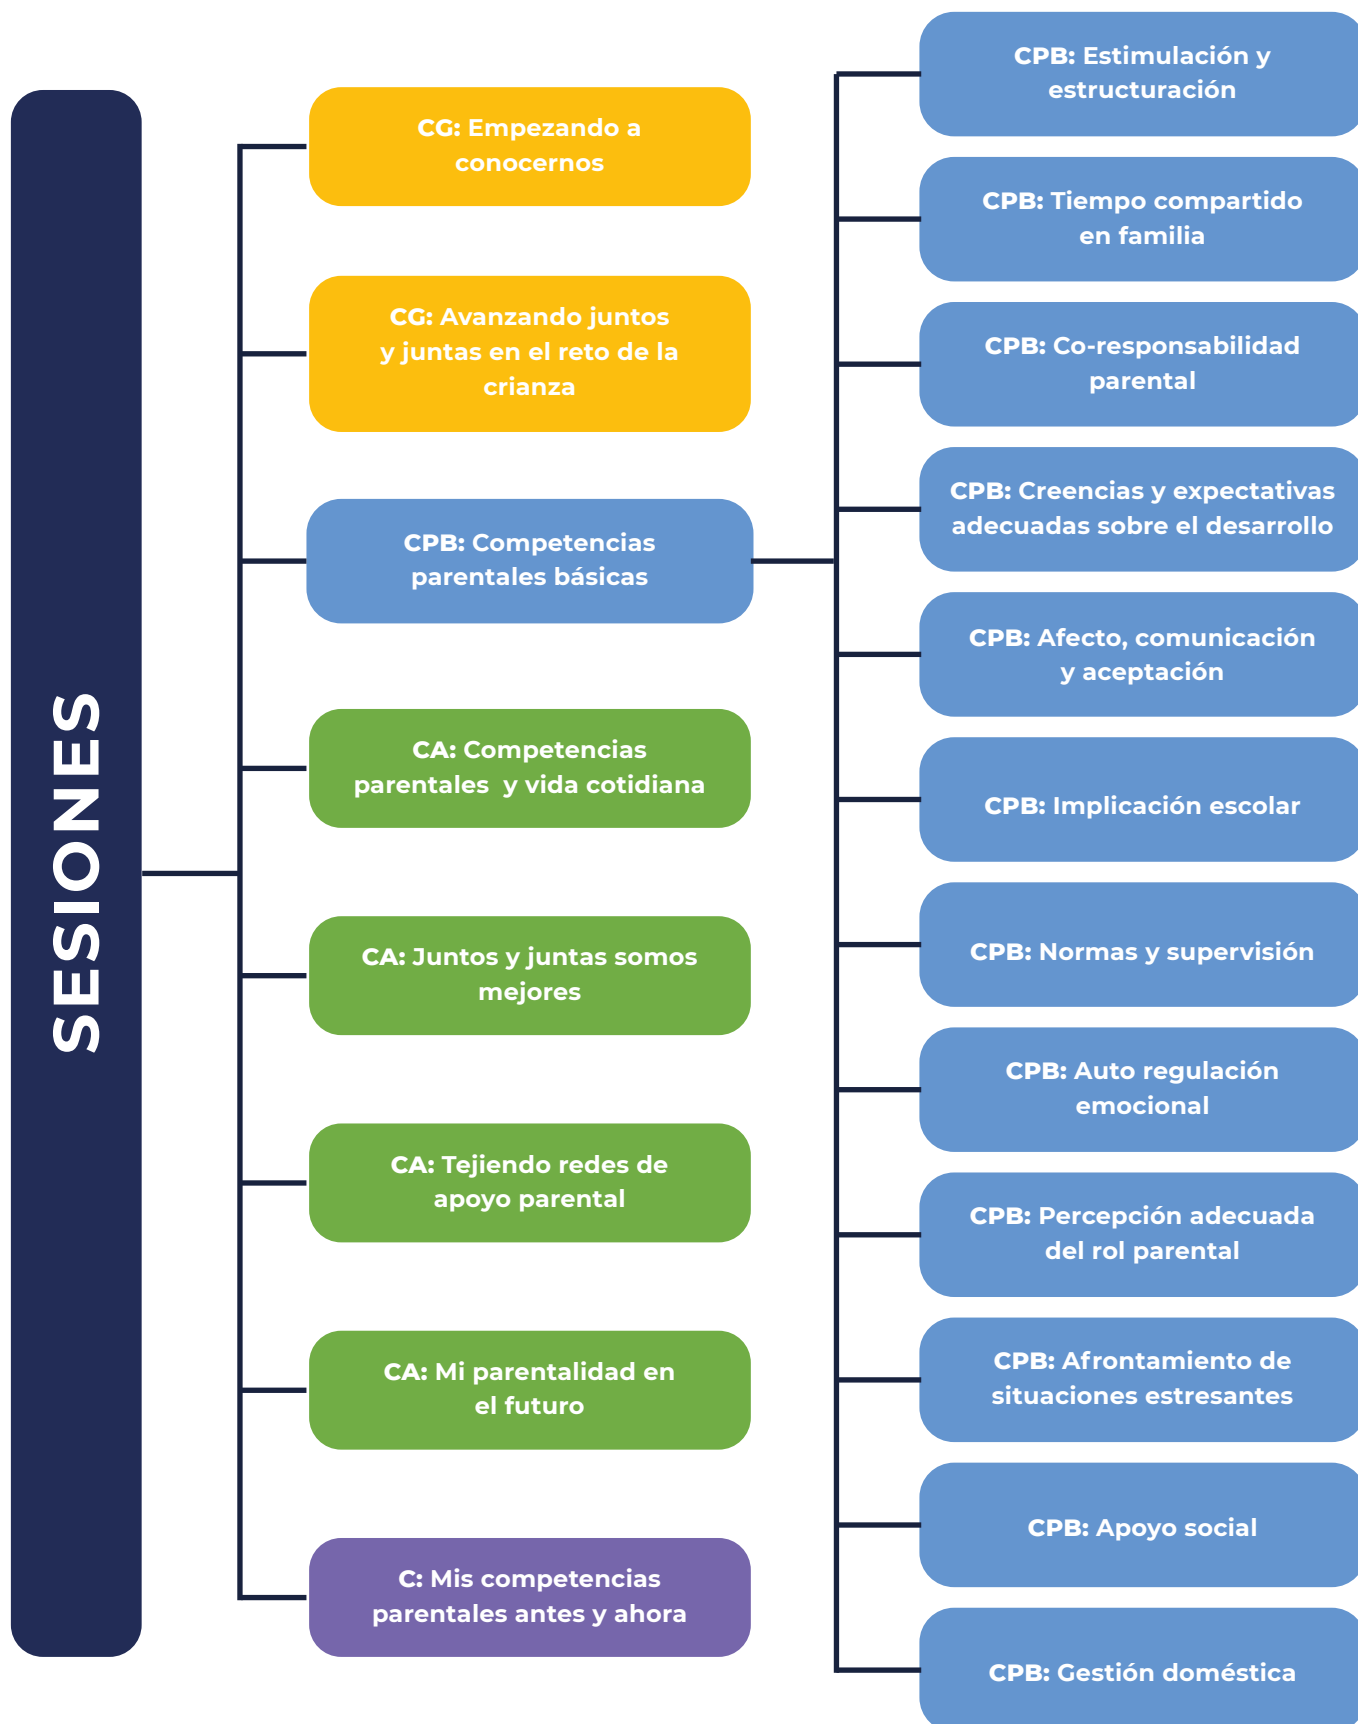 SESIONES
CG: Empezando a
conocernos
CG: Avanzando juntos
y juntas en el reto de la
crianza
CPB: Competencias
parentales básicas
CA: Competencias
parentales y vida cotidiana
CA: Juntos y juntas somos
mejores
CA: Tejiendo redes de
apoyo parental
CA: Mi parentalidad en
el futuro
C: Mis competencias
parentales antes y ahora
CPB: Estimulación y
estructuración
CPB: Tiempo compartido
en familia
CPB: Co-responsabilidad
parental
CPB: Creencias y expectativas
adecuadas sobre el desarrollo
CPB: Afecto, comunicación
y aceptación
CPB: Implicación escolar
CPB: Normas y supervisión
CPB: Auto regulación
emocional
CPB: Percepción adecuada
del rol parental
CPB: Afrontamiento de
situaciones estresantes
CPB: Apoyo social
CPB: Gestión doméstica